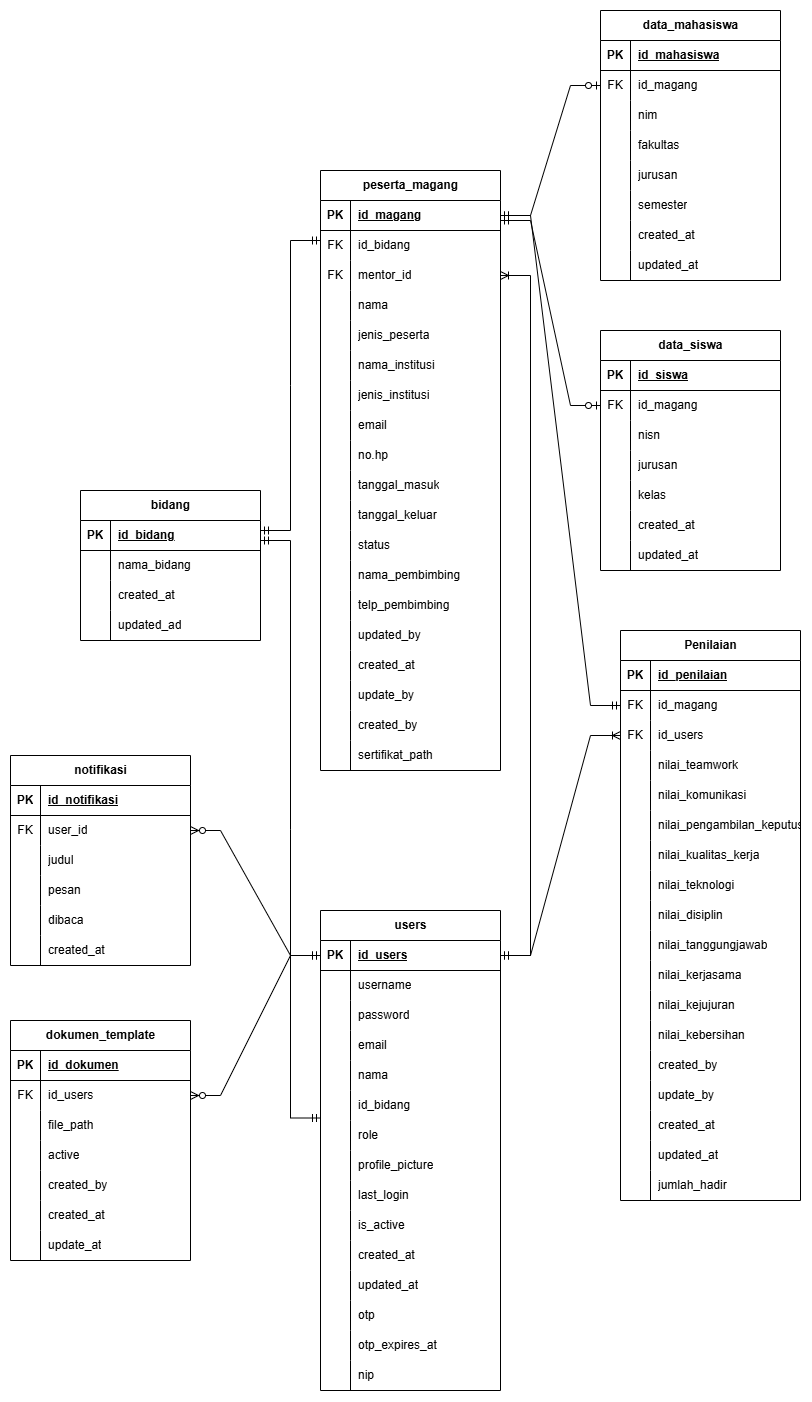 data_mahasiswa
PK id_mahasiswa
FK id_magang
nim
fakultas
jurusan
semester
created_at
updated_at
peserta_magang
PK id_magang
FK id_bidang
FK mentor_id
nama
jenis_peserta
nama_institusi
jenis_institusi
email
no.hp
tanggal_masuk
tanggal_keluar
status
nama_pembimbing
telp_pembimbing
updated_by
created_at
update_by
created_by
sertifikat_path
data_siswa
PK id_siswa
FK id_magang
nisn
jurusan
kelas
created_at
updated_at
bidang
PK id_bidang
nama_bidang
created_at
updated_ad
Penilaian
PK id_penilaian
FK id_magang
FK id_users
nilai_teamwork
nilai_komunikasi
nilai_pengambilan_keputus
nilai_kualitas_kerja
nilai_teknologi
nilai_disiplin
nilai_tanggungjawab
nilai_kerjasama
nilai_kejujuran
nilai_kebersihan
created_by
update_by
created_at
updated_at
jumlah_hadir
notifikasi
PK id_notifikasi
FK user_id
judul
pesan
dibaca
created_at
users
PK id_users
username
password
email
nama
id_bidang
role
profile_picture
last_login
is_active
created_at
updated_at
otp
otp_expires_at
nip
dokumen_template
PK id_dokumen
FK id_users
file_path
active
created_by
created_at
update_at